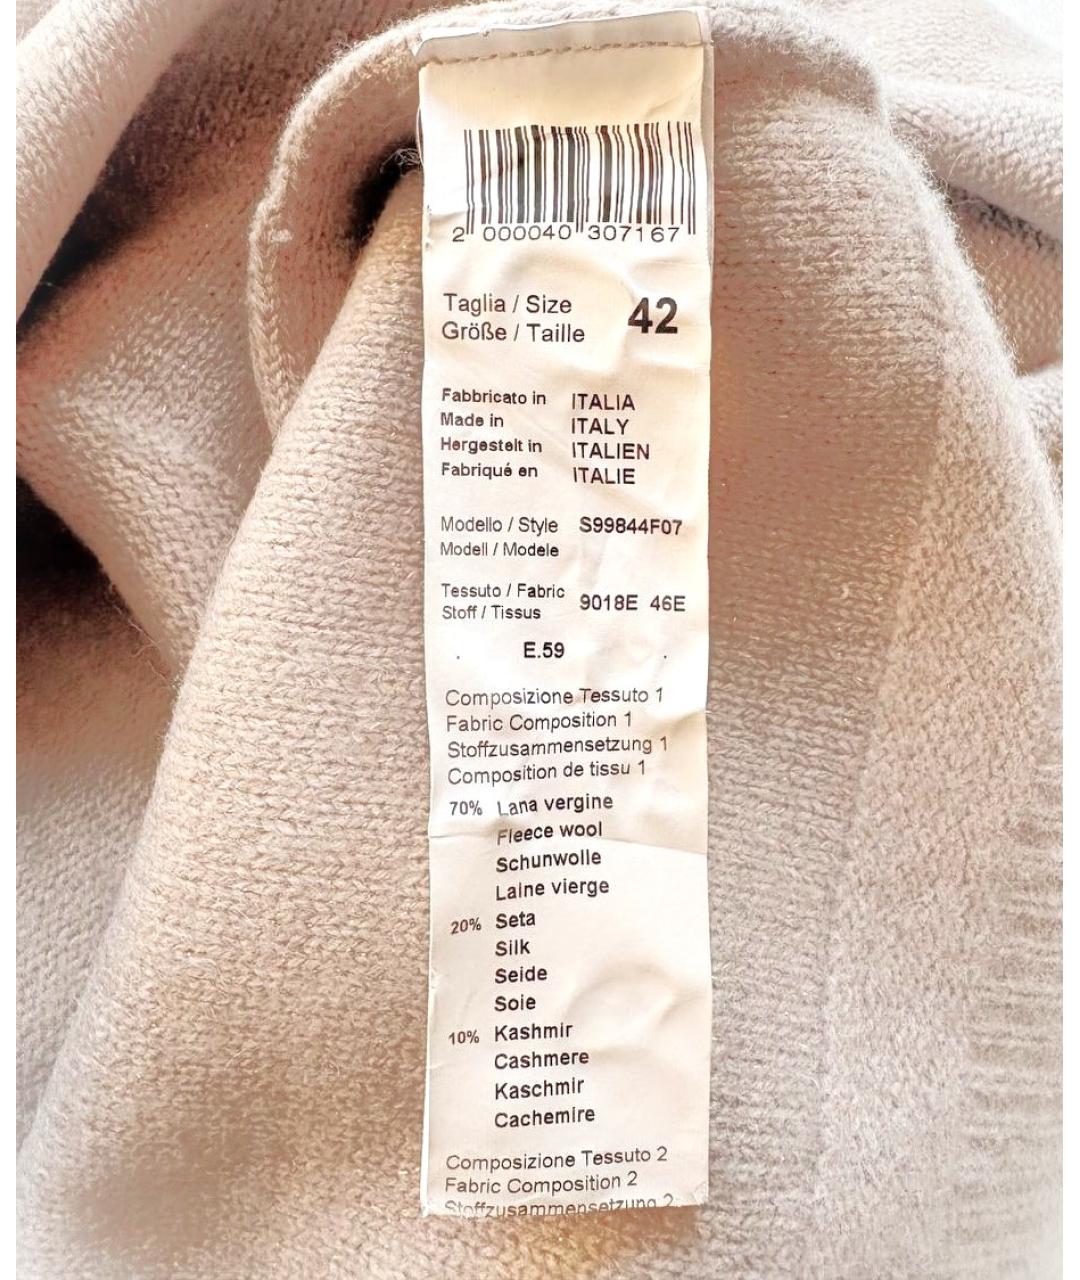 2 000040 307167
Taglia / Size 42
Größe / Taille
Fabbricato in ITALIA
Made in ITALY
Hergestelt in ITALIEN
Fabriqué en ITALIE
Modello / Style S99844F07
Modell / Modele
Tessuto / Fabric 9018E 46E
Stoff / Tissus
. E.59 .
Composizione Tessuto 1
Fabric Composition 1
Stoffzusammensetzung 1
Composition de tissu 1
70% Lana vergine
Fleece wool
Schunwolle
Laine vierge
20% Seta
Silk
Seide
Soie
10% Kashmir
Cashmere
Kaschmir
Cachemire
Composizione Tessuto 2
Fabric Composition 2
Stoffzusammensetzung 2